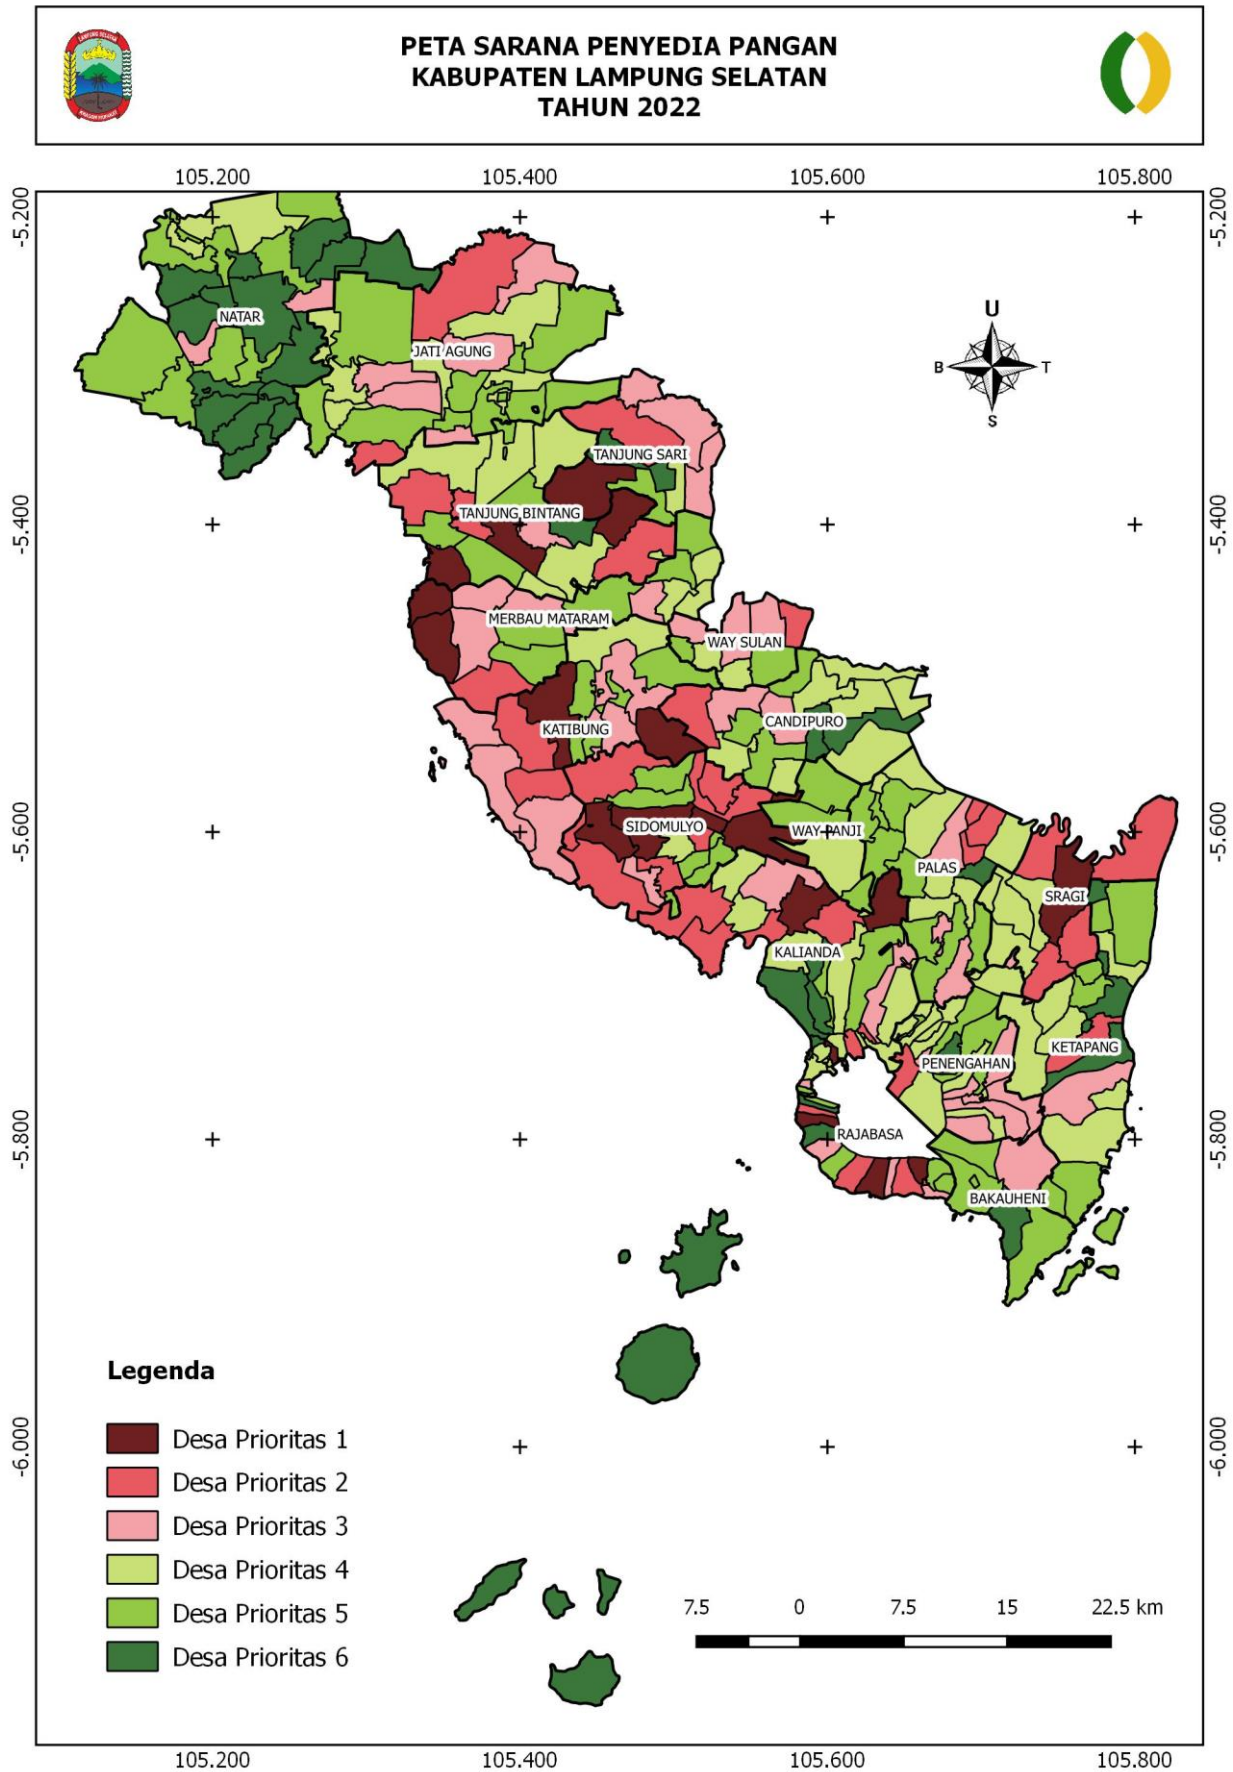 PETA SARANA PENYEDIA PANGAN
KABUPATEN LAMPUNG SELATAN
TAHUN 2022
LAMPUNG SELATAN
105.200 105.400 105.600 105.800
-5.200 -5.200
U
B T
S
NATAR
JATI AGUNG
TANJUNG SARI
TANJUNG BINTANG
-5.400 -5.400
MERBAU MATARAM
WAY SULAN
KATIBUNG
CANDIPURO
-5.600 -5.600
SIDOMULYO
WAY PANJI
PALAS
SRAGI
KALIANDA
KETAPANG
PENENGAHAN
-5.800 -5.800
RAJABASA
BAKAUHENI
-6.000 -6.000
Legenda
Desa Prioritas 1
Desa Prioritas 2
Desa Prioritas 3
Desa Prioritas 4
Desa Prioritas 5
Desa Prioritas 6
7.5 0 7.5 15 22.5 km
105.200 105.400 105.600 105.800